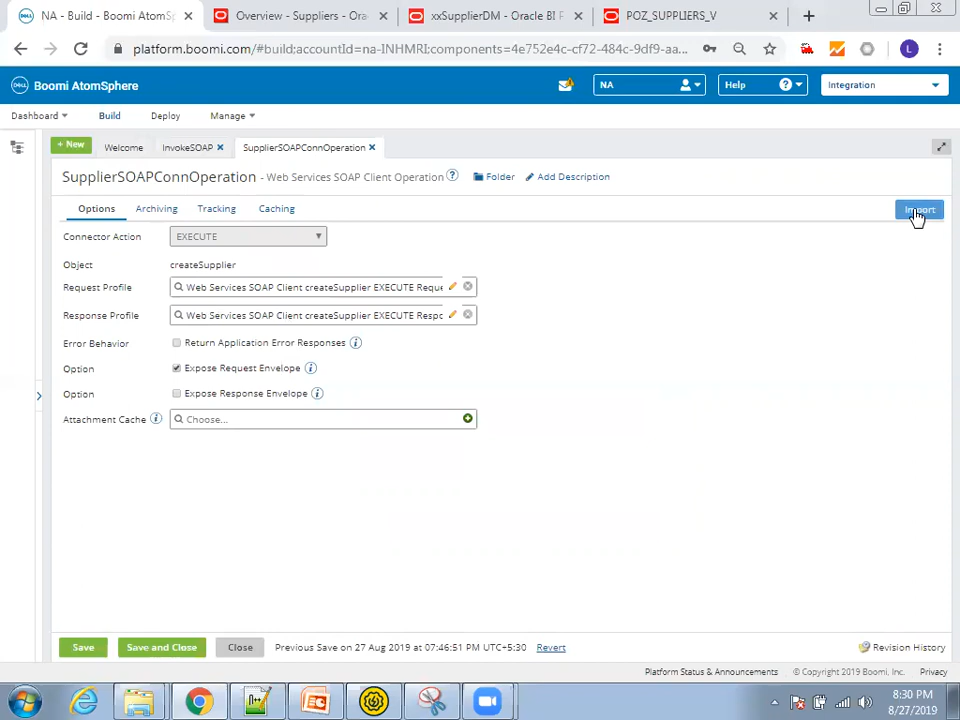 NA - Build - Boomi AtomSp
Overview - Suppliers - Ora
xxSupplierDM - Oracle BI P
POZ_SUPPLIERS_V
platform.boomi.com/#build:accountId=na-INHMRI;components=4e752e4c-cf72-484c-9df9-aa...
L
DELL Boomi AtomSphere
NA
Help
Integration
Dashboard
Build
Deploy
Manage
+ New
Welcome
InvokeSOAP
SupplierSOAPConnOperation
SupplierSOAPConnOperation - Web Services SOAP Client Operation
Folder
Add Description
Options
Archiving
Tracking
Caching
Import
Connector Action
EXECUTE
Object
createSupplier
Request Profile
Web Services SOAP Client createSupplier EXECUTE Reque
Response Profile
Web Services SOAP Client createSupplier EXECUTE Respo
Error Behavior
Return Application Error Responses
Option
Expose Request Envelope
Option
Expose Response Envelope
Attachment Cache
Choose...
Save
Save and Close
Close
Previous Save on 27 Aug 2019 at 07:46:51 PM UTC+5:30
Revert
Revision History
Platform Status & Announcements
© Copyright 2019 Boomi, Inc.
Privacy
8:30 PM
8/27/2019